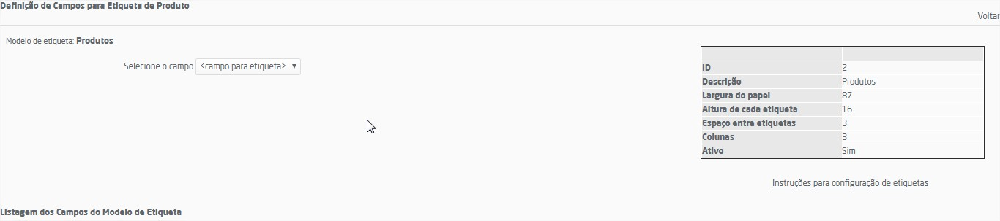 Definição de Campos para Etiqueta de Produto
Voltar
Modelo de etiqueta: Produtos
Selecione o campo <campo para etiqueta>
ID 2
Descrição Produtos
Largura do papel 87
Altura de cada etiqueta 16
Espaço entre etiquetas 3
Colunas 3
Ativo Sim
Instruções para configuração de etiquetas
Listagem dos Campos do Modelo de Etiqueta